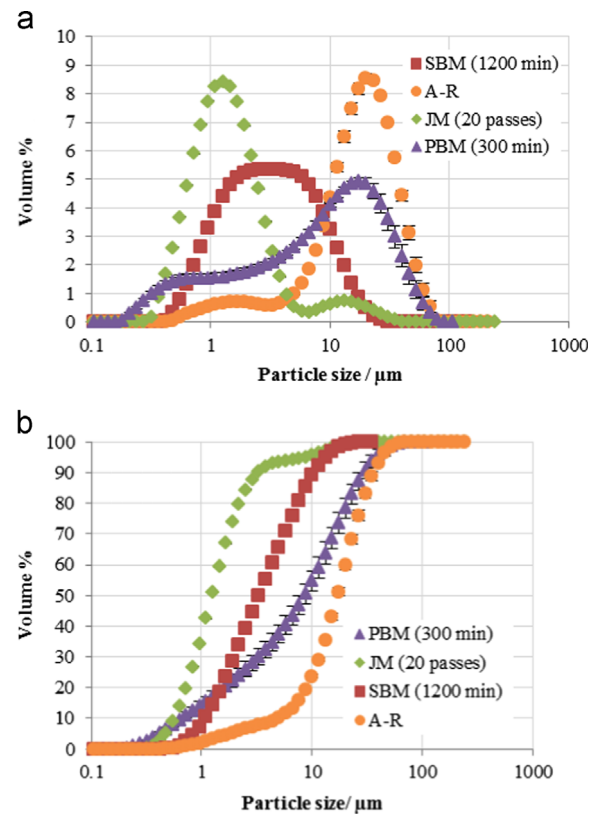 a
10
9
8
7
6
5
4
3
2
1
0
Volume %
0.1 1 10 100 1000
Particle size / µm
SBM (1200 min)
A-R
JM (20 passes)
PBM (300 min)
b
100
90
80
70
60
50
40
30
20
10
0
Volume %
0.1 1 10 100 1000
Particle size/ µm
PBM (300 min)
JM (20 passes)
SBM (1200 min)
A-R